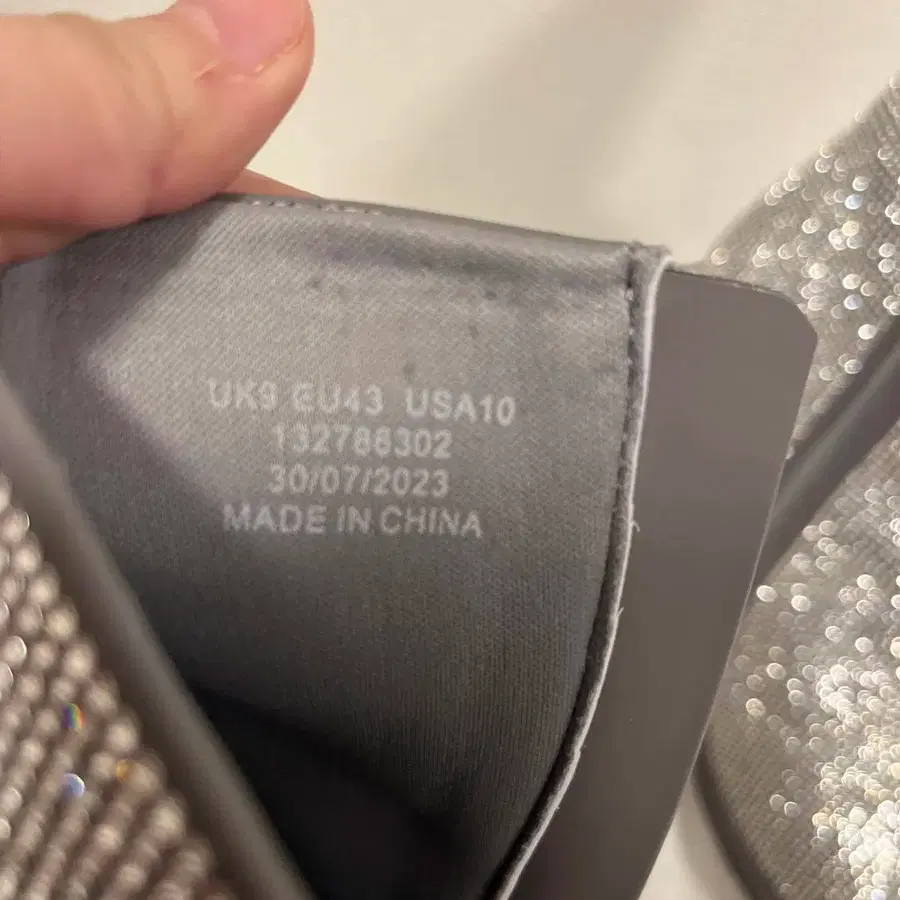 UK9 EU43 USA10
132786302
30/07/2023
MADE IN CHINA